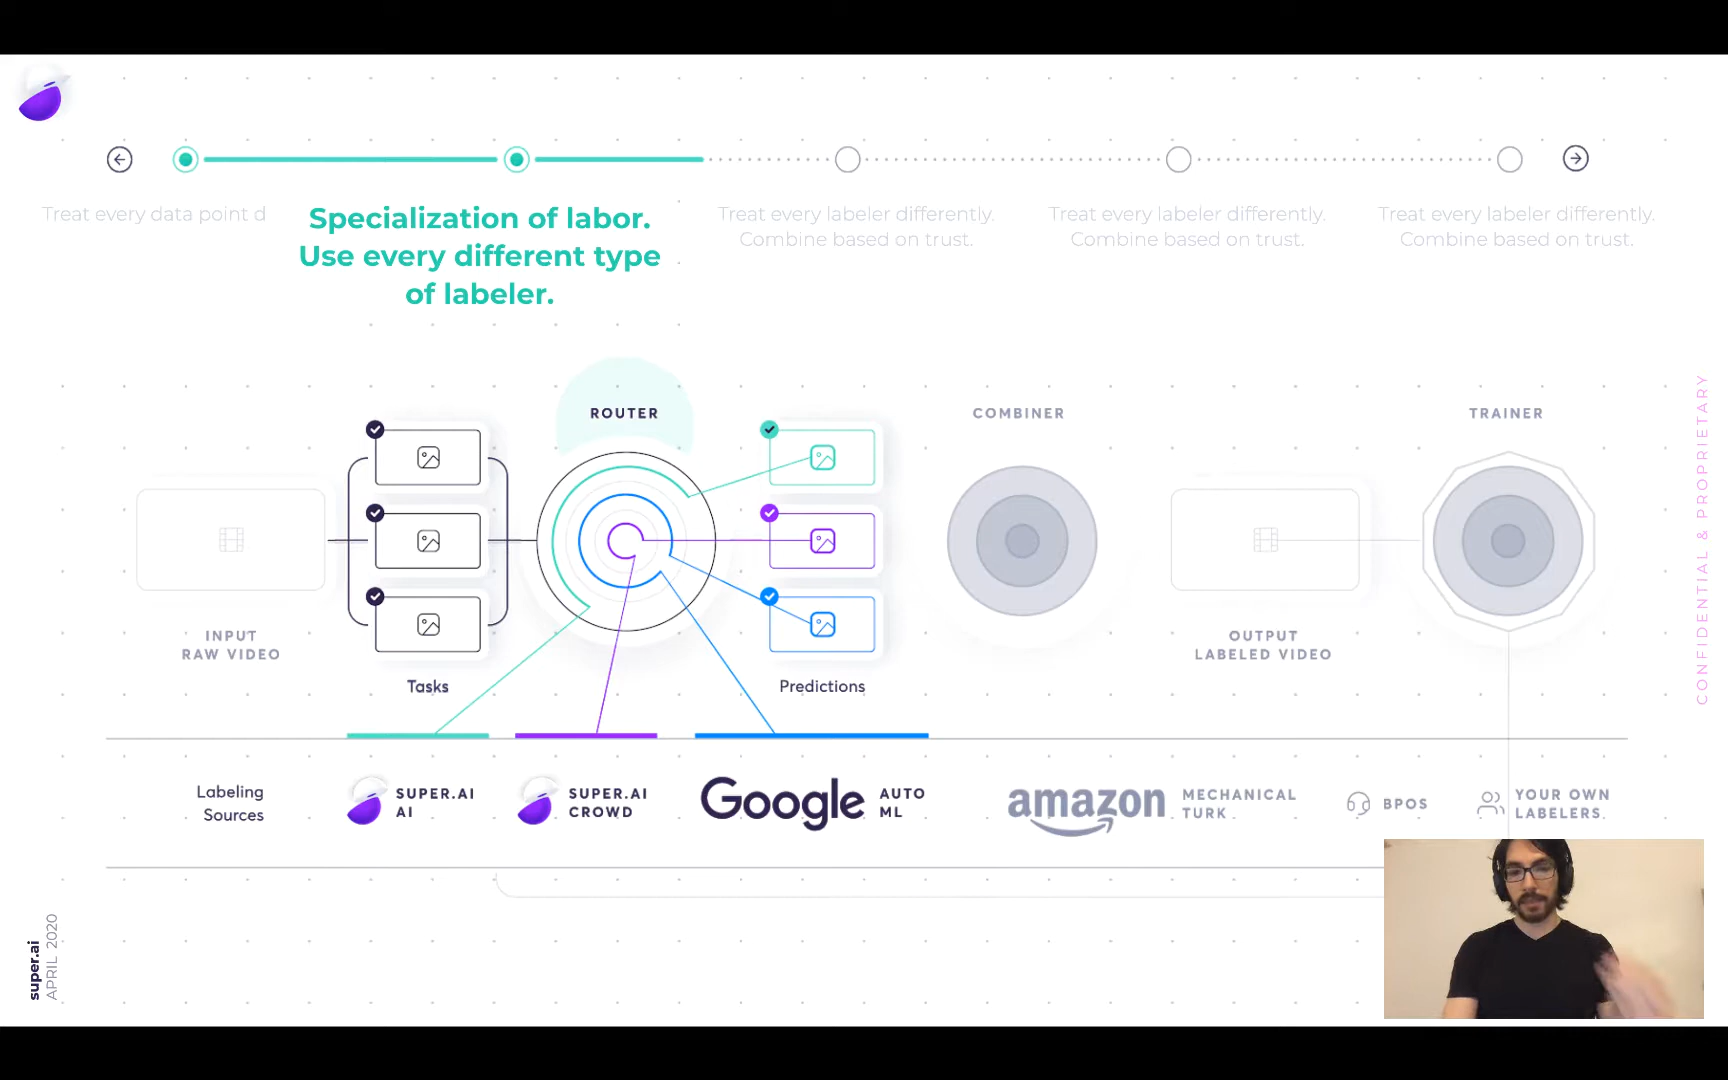 Treat every data point d
Specialization of labor.
Use every different type
of labeler.
Treat every labeler differently.
Combine based on trust.
Treat every labeler differently.
Combine based on trust.
Treat every labeler differently.
Combine based on trust.
ROUTER
COMBINER
TRAINER
INPUT
RAW VIDEO
Tasks
Predictions
OUTPUT
LABELED VIDEO
Labeling
Sources
SUPER.AI
AI
SUPER.AI
CROWD
Google AUTO
ML
amazon MECHANICAL
TURK
BPOS
YOUR OWN
LABELERS
super.ai
APRIL 2020
CONFIDENTIAL & PROPRIETARY